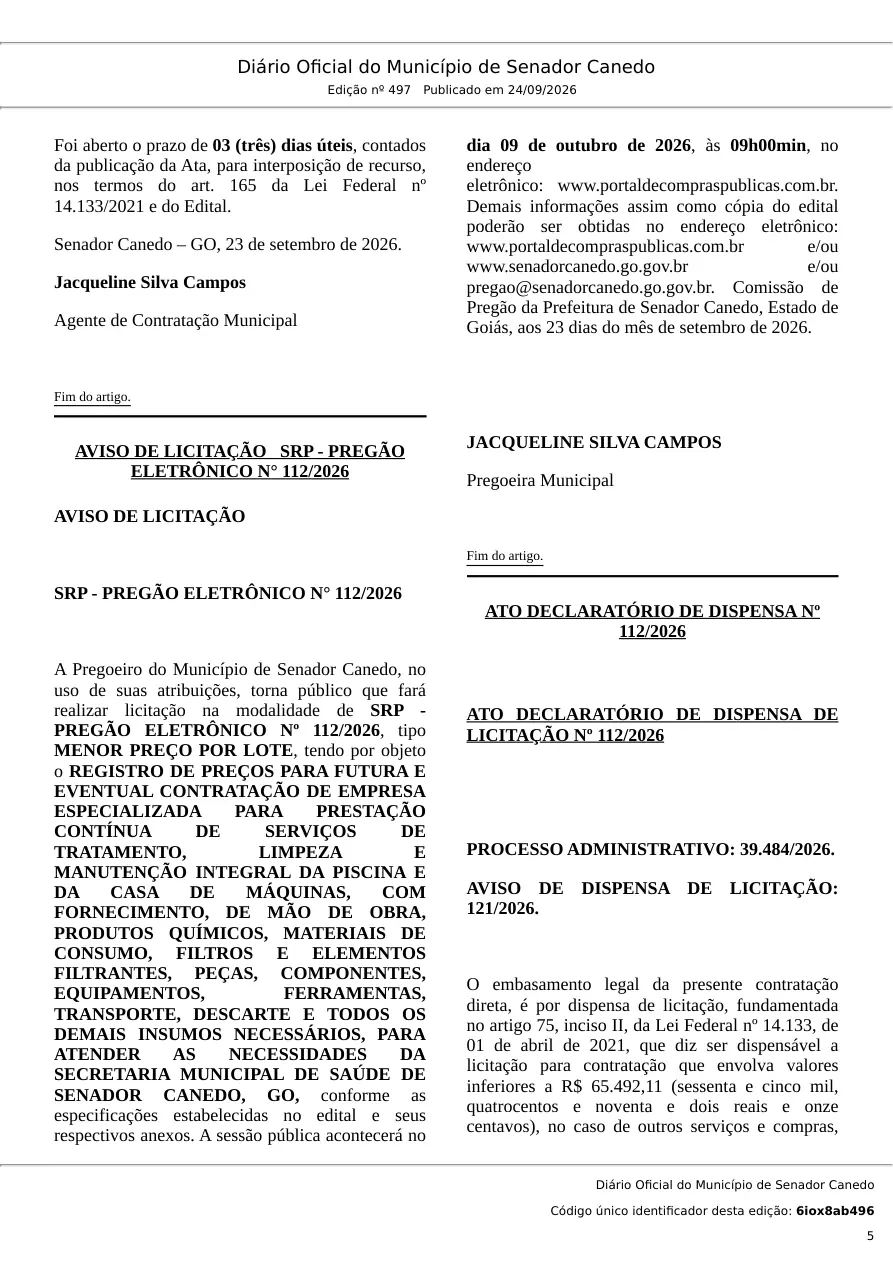 Diário Oficial do Município de Senador Canedo
Edição nº 497 Publicado em 24/09/2026
Foi aberto o prazo de 03 (três) dias úteis, contados
da publicação da Ata, para interposição de recurso,
nos termos do art. 165 da Lei Federal nº
14.133/2021 e do Edital.
Senador Canedo – GO, 23 de setembro de 2026.
Jacqueline Silva Campos
Agente de Contratação Municipal
Fim do artigo.
AVISO DE LICITAÇÃO SRP - PREGÃO
ELETRÔNICO N° 112/2026
AVISO DE LICITAÇÃO
SRP - PREGÃO ELETRÔNICO N° 112/2026
A Pregoeiro do Município de Senador Canedo, no
uso de suas atribuições, torna público que fará
realizar licitação na modalidade de SRP -
PREGÃO ELETRÔNICO Nº 112/2026, tipo
MENOR PREÇO POR LOTE, tendo por objeto
o REGISTRO DE PREÇOS PARA FUTURA E
EVENTUAL CONTRATAÇÃO DE EMPRESA
ESPECIALIZADA PARA PRESTAÇÃO
CONTÍNUA DE SERVIÇOS DE
TRATAMENTO, LIMPEZA E
MANUTENÇÃO INTEGRAL DA PISCINA E
DA CASA DE MÁQUINAS, COM
FORNECIMENTO, DE MÃO DE OBRA,
PRODUTOS QUÍMICOS, MATERIAIS DE
CONSUMO, FILTROS E ELEMENTOS
FILTRANTES, PEÇAS, COMPONENTES,
EQUIPAMENTOS, FERRAMENTAS,
TRANSPORTE, DESCARTE E TODOS OS
DEMAIS INSUMOS NECESSÁRIOS, PARA
ATENDER AS NECESSIDADES DA
SECRETARIA MUNICIPAL DE SAÚDE DE
SENADOR CANEDO, GO, conforme as
especificações estabelecidas no edital e seus
respectivos anexos. A sessão pública acontecerá no
dia 09 de outubro de 2026, às 09h00min, no
endereço
eletrônico: www.portaldecompraspublicas.com.br.
Demais informações assim como cópia do edital
poderão ser obtidas no endereço eletrônico:
www.portaldecompraspublicas.com.br e/ou
www.senadorcanedo.go.gov.br e/ou
pregao@senadorcanedo.go.gov.br. Comissão de
Pregão da Prefeitura de Senador Canedo, Estado de
Goiás, aos 23 dias do mês de setembro de 2026.
JACQUELINE SILVA CAMPOS
Pregoeira Municipal
Fim do artigo.
ATO DECLARATÓRIO DE DISPENSA Nº
112/2026
ATO DECLARATÓRIO DE DISPENSA DE
LICITAÇÃO Nº 112/2026
PROCESSO ADMINISTRATIVO: 39.484/2026.
AVISO DE DISPENSA DE LICITAÇÃO:
121/2026.
O embasamento legal da presente contratação
direta, é por dispensa de licitação, fundamentada
no artigo 75, inciso II, da Lei Federal nº 14.133, de
01 de abril de 2021, que diz ser dispensável a
licitação para contratação que envolva valores
inferiores a R$ 65.492,11 (sessenta e cinco mil,
quatrocentos e noventa e dois reais e onze
centavos), no caso de outros serviços e compras,
Diário Oficial do Município de Senador Canedo
Código único identificador desta edição: 6iox8ab496
5